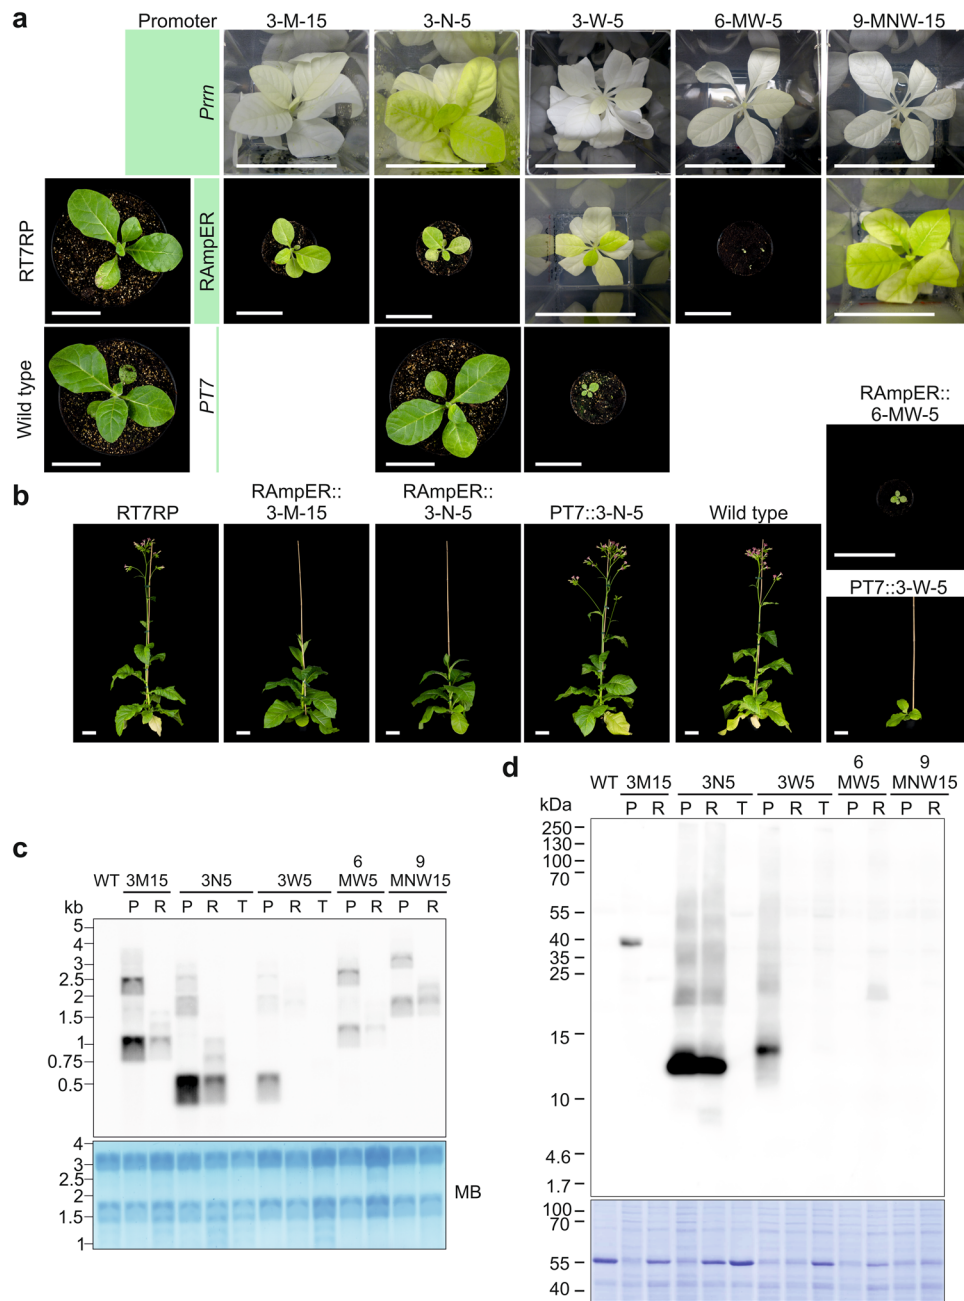 a
Promoter 3-M-15 3-N-5 3-W-5 6-MW-5 9-MNW-15
Prrn
RT7RP
RAmpER
Wild type
PT7
RAmpER::
6-MW-5
b
RT7RP
RAmpER::
3-M-15
RAmpER::
3-N-5
PT7::3-N-5
Wild type
PT7::3-W-5
c
6 9
WT 3M15 3N5 3W5 MW5 MNW15
kb P R P R T P R T P R P R
5
4
3
2.5
2
1.5
1
0.75
0.5
4
3
2.5
2
1.5
1
MB
d
6 9
WT 3M15 3N5 3W5 MW5 MNW15
kDa P R P R T P R T P R P R
250
130
100
70
55
40
35
25
15
10
4.6
1.7
100
70
55
40